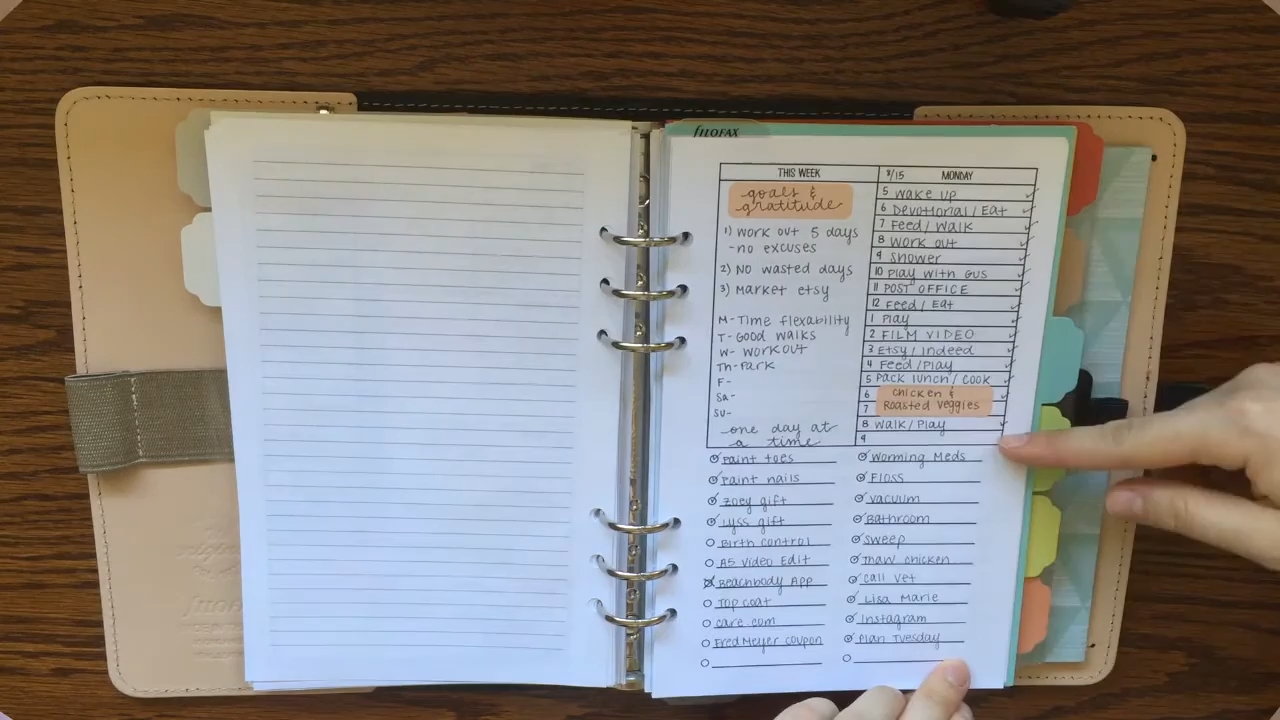 FILOFAX
THIS WEEK
goals &
gratitude
1) WORK OUT 5 DAYS
- NO EXCUSES
2) NO WASTED DAYS
3) MARKET ETSY
M- TIME FLEXABILITY
T- GOOD WALKS
W- WORKOUT
TH- PARK
F-
SA-
SU-
one day at
a time
8/15 MONDAY
5 WAKE UP
6 DEVOTIONAL / EAT
7 FEED / WALK
8 WORK OUT
9 SHOWER
10 PLAY WITH GUS
11 POST OFFICE
12 FEED / EAT
1 PLAY
2 FILM VIDEO
3 ETSY / INDEED
4 FEED / PLAY
5 PACK LUNCH / COOK
6 CHICKEN &
7 ROASTED VEGGIES
8 WALK / PLAY
9
PAINT TOES
PAINT NAILS
ZOEY GIFT
LYSS GIFT
BIRTH CONTROL
A5 VIDEO EDIT
BEACHBODY APP
TOP COAT
CARE.COM
FRED MEYER COUPON
WORMING MEDS
FLOSS
VACUUM
BATHROOM
SWEEP
THAW CHICKEN
CALL VET
LISA MARIE
INSTAGRAM
PLAN TUESDAY